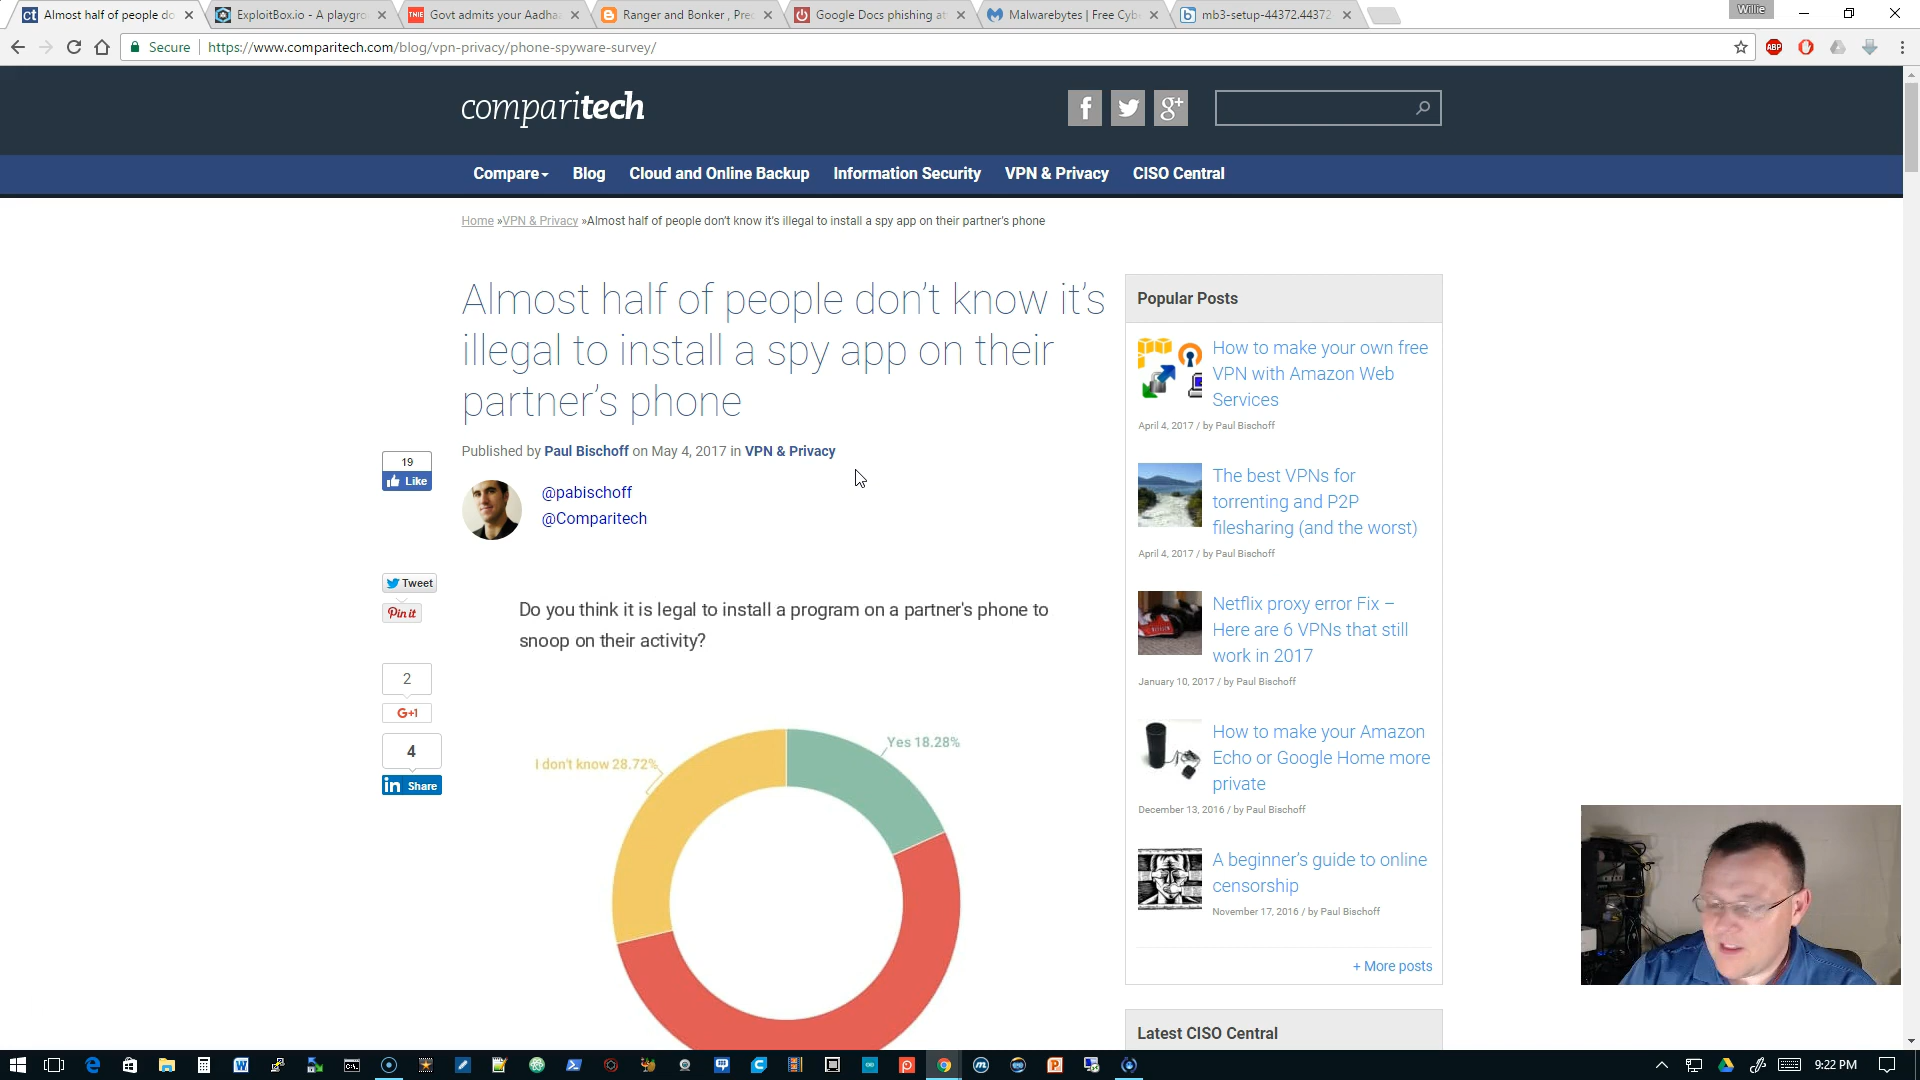 Almost half of people do
ExploitBox.io - A playgro
TNIE Govt admits your Aadha
Ranger and Bonker , Pre
Google Docs phishing at
Malwarebytes | Free Cyb
mb3-setup-44372.44372
Willie
Secure https://www.comparitech.com/blog/vpn-privacy/phone-spyware-survey/
ABP
comparitech
Compare Blog Cloud and Online Backup Information Security VPN & Privacy CISO Central
Home »VPN & Privacy »Almost half of people don't know it's illegal to install a spy app on their partner's phone
Almost half of people don't know it's
illegal to install a spy app on their
partner's phone
Published by Paul Bischoff on May 4, 2017 in VPN & Privacy
@pabischoff
@Comparitech
19
Like
Tweet
Pin it
2
G+1
4
in Share
Do you think it is legal to install a program on a partner's phone to
snoop on their activity?
Yes 18.28%
I don't know 28.72%
Popular Posts
How to make your own free
VPN with Amazon Web
Services
April 4, 2017 / by Paul Bischoff
The best VPNs for
torrenting and P2P
filesharing (and the worst)
April 4, 2017 / by Paul Bischoff
Netflix proxy error Fix –
Here are 6 VPNs that still
work in 2017
January 10, 2017 / by Paul Bischoff
How to make your Amazon
Echo or Google Home more
private
December 13, 2016 / by Paul Bischoff
A beginner's guide to online
censorship
November 17, 2016 / by Paul Bischoff
+ More posts
Latest CISO Central
9:22 PM